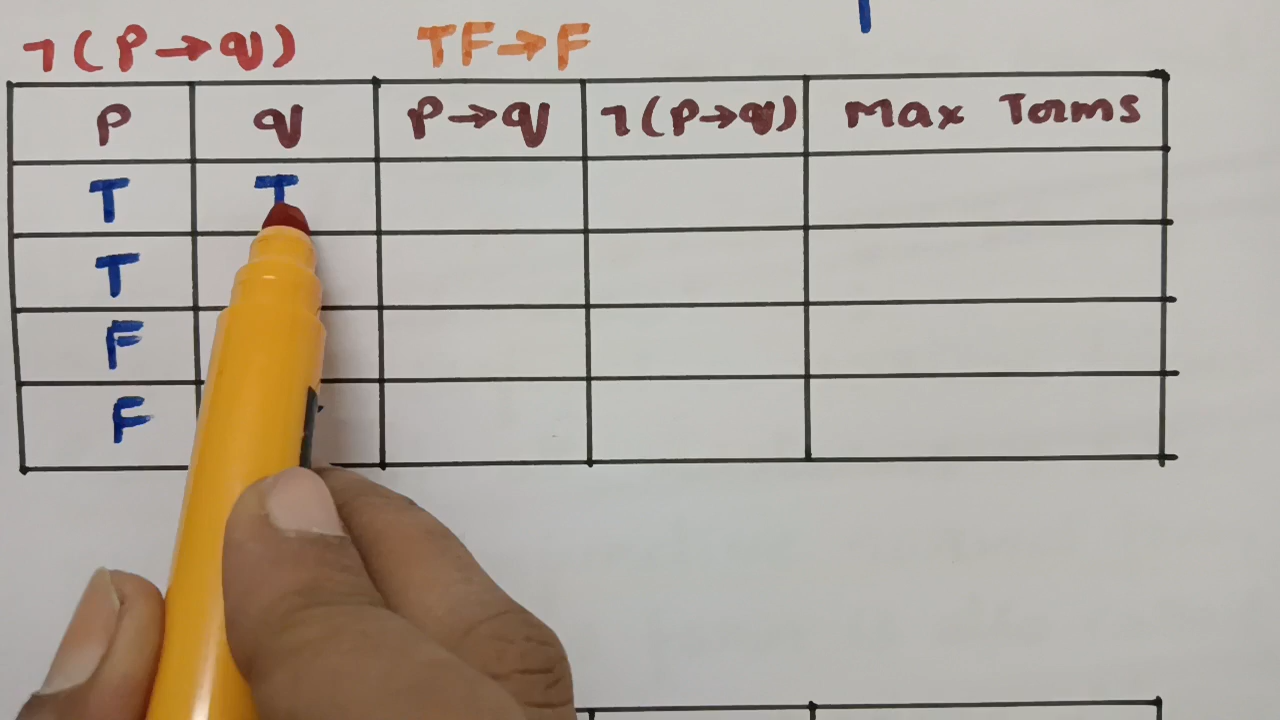 ¬(P→q) TF→F
P q P→q ¬(P→q) Max Terms
T T
T
F
F